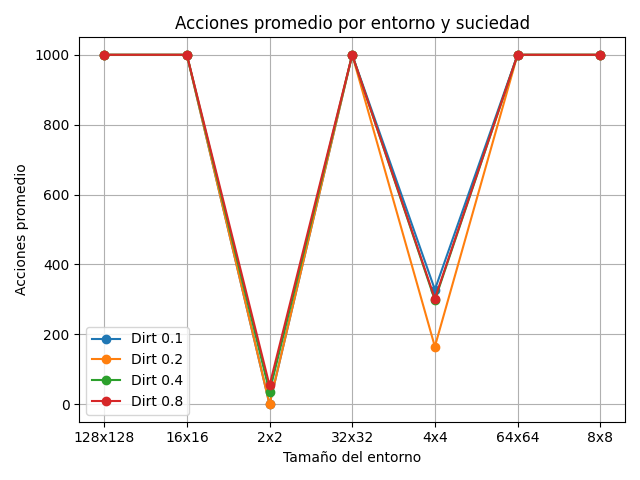 Acciones promedio por entorno y suciedad
Acciones promedio
1000
800
600
400
200
0
Dirt 0.1
Dirt 0.2
Dirt 0.4
Dirt 0.8
128x128 16x16 2x2 32x32 4x4 64x64 8x8
Tamaño del entorno